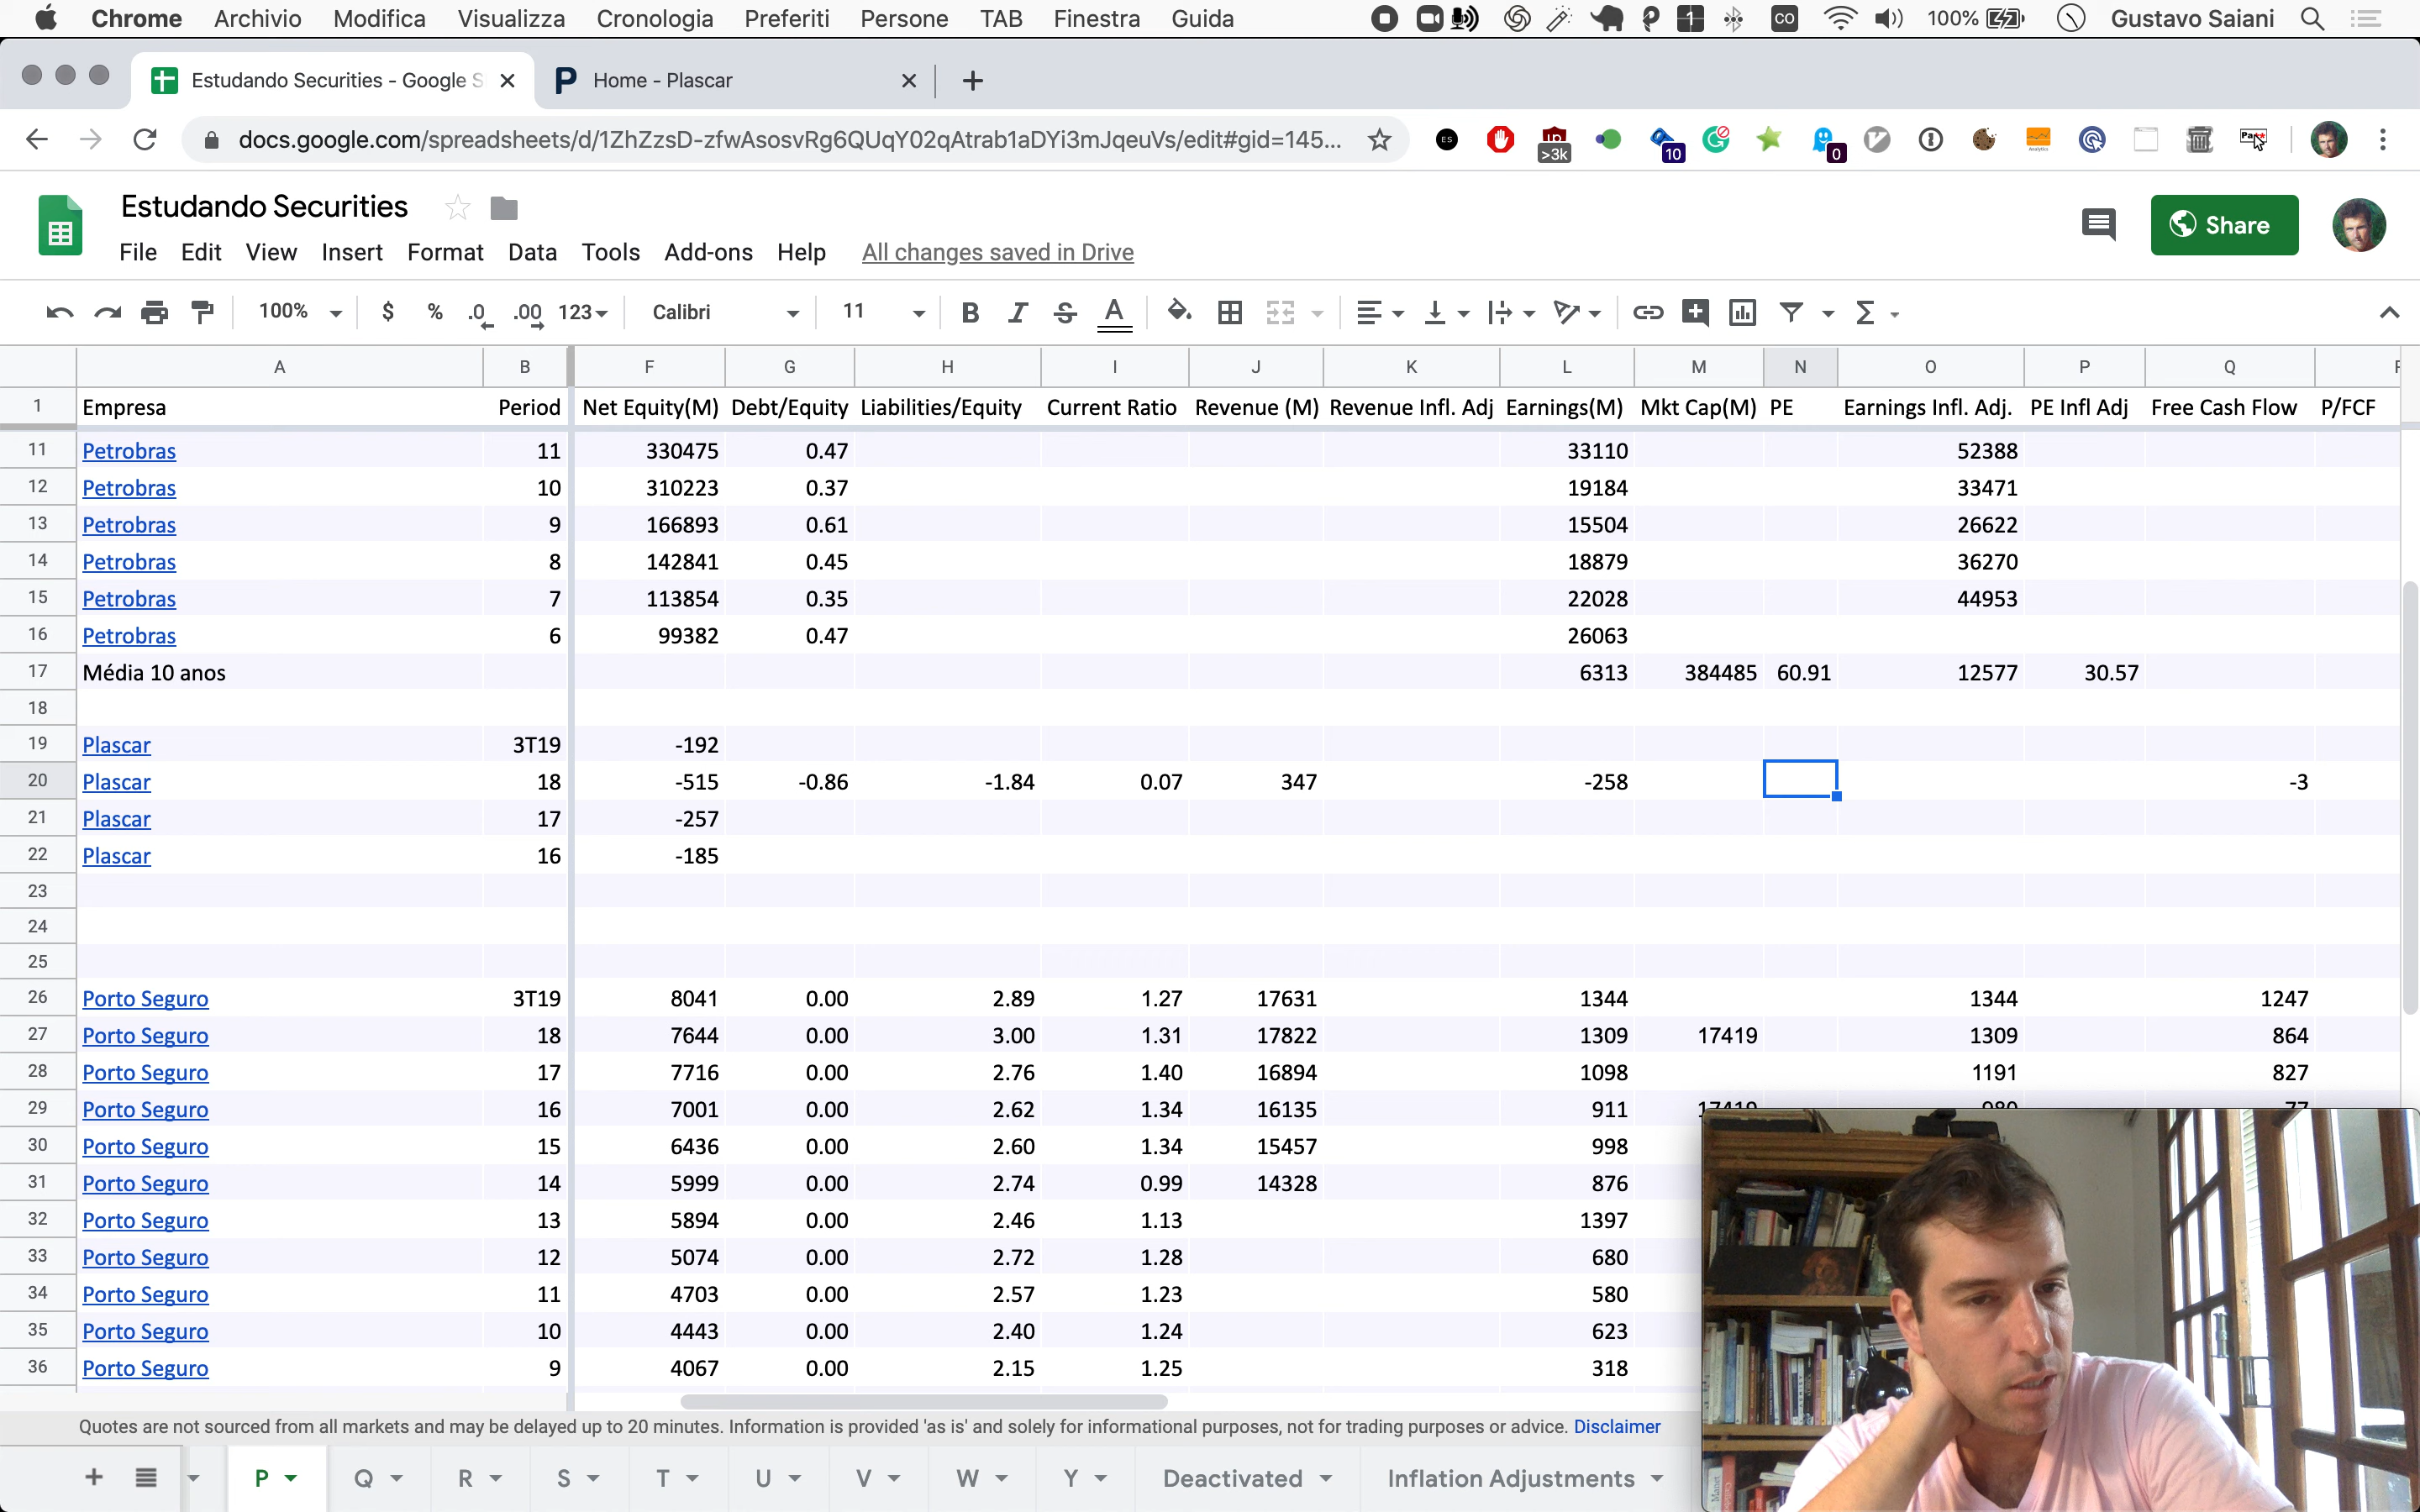 Chrome Archivio Modifica Visualizza Cronologia Preferiti Persone TAB Finestra Guida 1 CO 100% Gustavo Saiani
Estudando Securities - Google S Home - Plascar
docs.google.com/spreadsheets/d/1ZhZzsD-zfwAsosvRg6QUqY02qAtrab1aDYi3mJqeuVs/edit#gid=145... ES >3k 10 0
Estudando Securities
Share
File Edit View Insert Format Data Tools Add-ons Help All changes saved in Drive
100% $ % .0 .00 123 Calibri 11 B I S A
A B F G H I J K L M N O P Q
1 Empresa Period Net Equity(M) Debt/Equity Liabilities/Equity Current Ratio Revenue (M) Revenue Infl. Adj Earnings(M) Mkt Cap(M) PE Earnings Infl. Adj. PE Infl Adj Free Cash Flow P/FCF
11 Petrobras 11 330475 0.47 33110 52388
12 Petrobras 10 310223 0.37 19184 33471
13 Petrobras 9 166893 0.61 15504 26622
14 Petrobras 8 142841 0.45 18879 36270
15 Petrobras 7 113854 0.35 22028 44953
16 Petrobras 6 99382 0.47 26063
17 Média 10 anos 6313 384485 60.91 12577 30.57
18
19 Plascar 3T19 -192
20 Plascar 18 -515 -0.86 -1.84 0.07 347 -258 -3
21 Plascar 17 -257
22 Plascar 16 -185
23
24
25
26 Porto Seguro 3T19 8041 0.00 2.89 1.27 17631 1344 1344 1247
27 Porto Seguro 18 7644 0.00 3.00 1.31 17822 1309 17419 1309 864
28 Porto Seguro 17 7716 0.00 2.76 1.40 16894 1098 1191 827
29 Porto Seguro 16 7001 0.00 2.62 1.34 16135 911
30 Porto Seguro 15 6436 0.00 2.60 1.34 15457 998
31 Porto Seguro 14 5999 0.00 2.74 0.99 14328 876
32 Porto Seguro 13 5894 0.00 2.46 1.13 1397
33 Porto Seguro 12 5074 0.00 2.72 1.28 680
34 Porto Seguro 11 4703 0.00 2.57 1.23 580
35 Porto Seguro 10 4443 0.00 2.40 1.24 623
36 Porto Seguro 9 4067 0.00 2.15 1.25 318
Quotes are not sourced from all markets and may be delayed up to 20 minutes. Information is provided 'as is' and solely for informational purposes, not for trading purposes or advice. Disclaimer
P Q R S T U V W Y Deactivated Inflation Adjustments